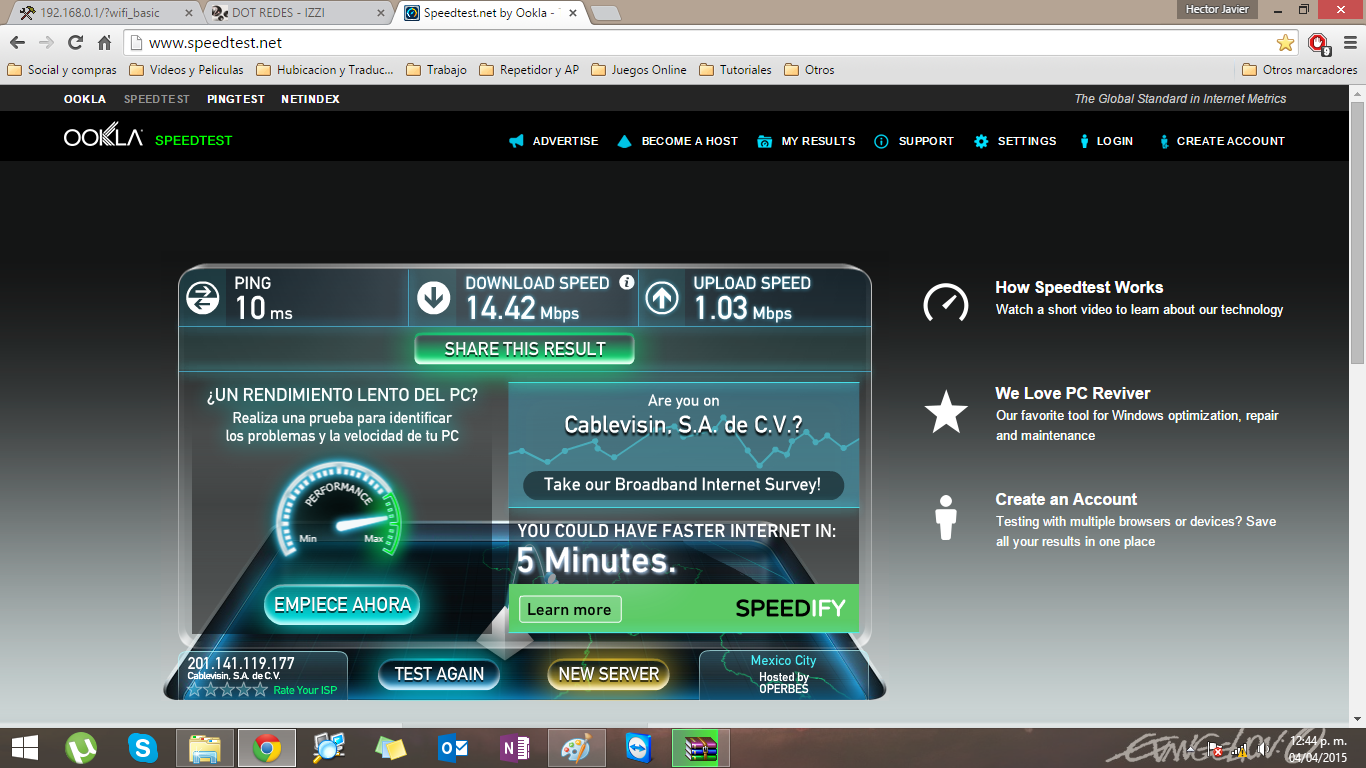 192.168.0.1/?wifi_basic
DOT REDES - IZZI
Speedtest.net by Ookla -
Hector Javier
www.speedtest.net
9
Social y compras
Videos y Peliculas
Hubicacion y Traduc...
Trabajo
Repetidor y AP
Juegos Online
Tutoriales
Otros
Otros marcadores
OOKLA SPEEDTEST PINGTEST NETINDEX
The Global Standard in Internet Metrics
OOKLA SPEEDTEST
ADVERTISE
BECOME A HOST
MY RESULTS
SUPPORT
SETTINGS
LOGIN
CREATE ACCOUNT
PING
10 ms
DOWNLOAD SPEED
14.42 Mbps
UPLOAD SPEED
1.03 Mbps
SHARE THIS RESULT
¿UN RENDIMIENTO LENTO DEL PC?
Realiza una prueba para identificar
los problemas y la velocidad de tu PC
PERFORMANCE
Min
Max
EMPIECE AHORA
Are you on
Cablevisin, S.A. de C.V.?
Take our Broadband Internet Survey!
YOU COULD HAVE FASTER INTERNET IN:
5 Minutes.
Learn more
SPEEDIFY
How Speedtest Works
Watch a short video to learn about our technology
We Love PC Reviver
Our favorite tool for Windows optimization, repair
and maintenance
Create an Account
Testing with multiple browsers or devices? Save
all your results in one place
201.141.119.177
Cablevisin, S.A. de C.V.
Rate Your ISP
TEST AGAIN
NEW SERVER
Mexico City
Hosted by
OPERBES
EVANGELION
12:44 p. m.
04/04/2015